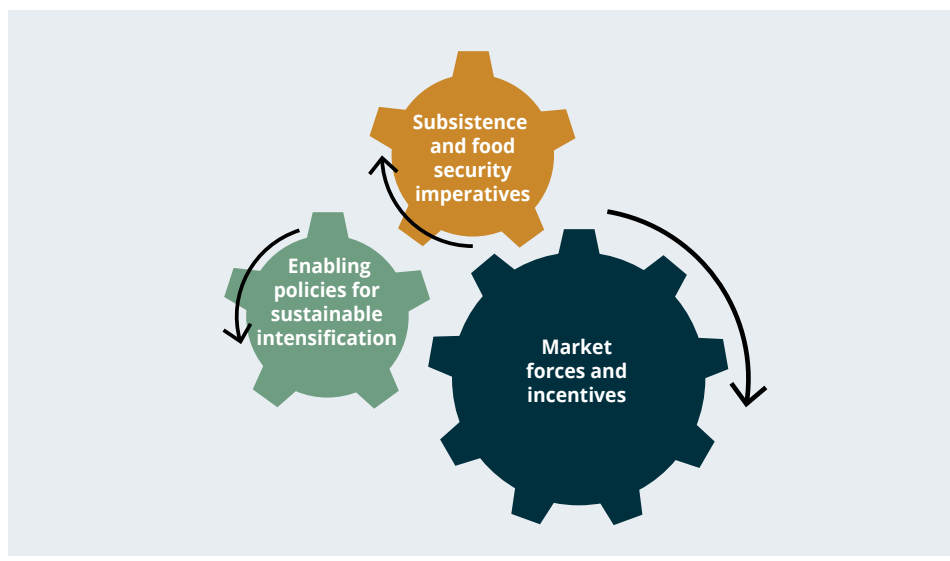 Subsistence
and food
security
imperatives
Enabling
policies for
sustainable
intensification
Market
forces and
incentives